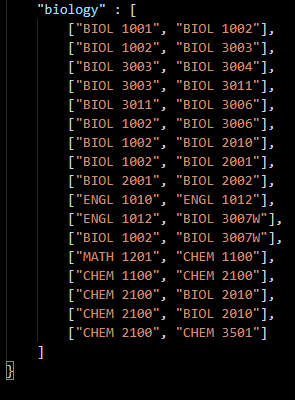 "biology" : [
["BIOL 1001", "BIOL 1002"],
["BIOL 1002", "BIOL 3003"],
["BIOL 3003", "BIOL 3004"],
["BIOL 3003", "BIOL 3011"],
["BIOL 3011", "BIOL 3006"],
["BIOL 1002", "BIOL 3006"],
["BIOL 1002", "BIOL 2010"],
["BIOL 1002", "BIOL 2001"],
["BIOL 2001", "BIOL 2002"],
["ENGL 1010", "ENGL 1012"],
["ENGL 1012", "BIOL 3007W"],
["BIOL 1002", "BIOL 3007W"],
["MATH 1201", "CHEM 1100"],
["CHEM 1100", "CHEM 2100"],
["CHEM 2100", "BIOL 2010"],
["CHEM 2100", "BIOL 2010"],
["CHEM 2100", "CHEM 3501"]
]
}